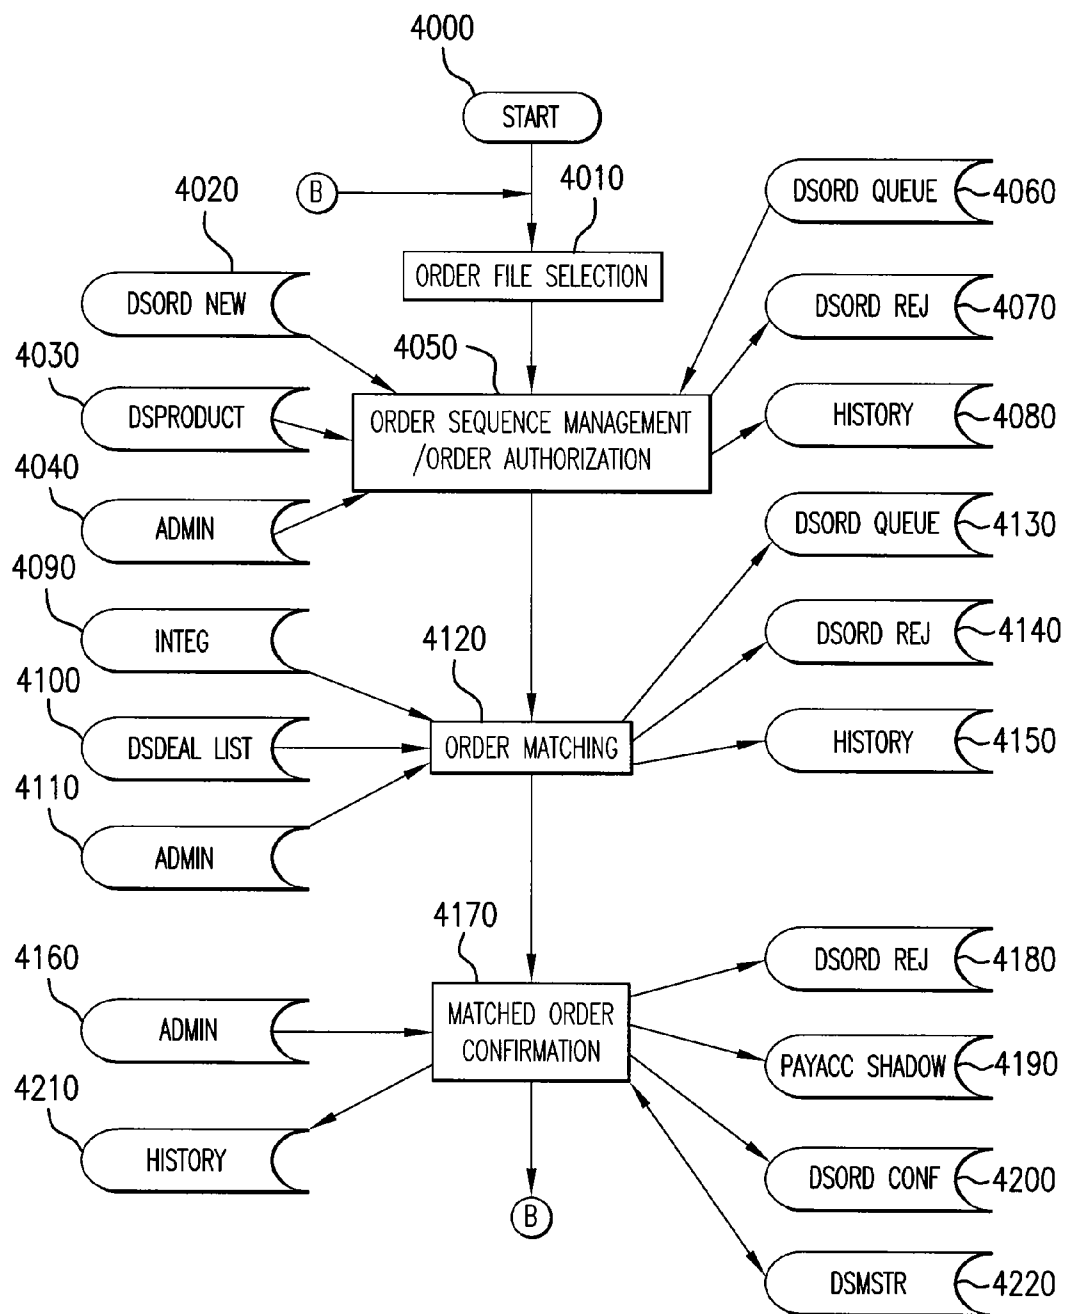 4000
START
B
4010
ORDER FILE SELECTION
4020
DSORD NEW
DSORD QUEUE
4060
DSORD REJ
4070
4030
DSPRODUCT
4050
ORDER SEQUENCE MANAGEMENT
/ORDER AUTHORIZATION
HISTORY
4080
4040
ADMIN
DSORD QUEUE
4130
4090
INTEG
DSORD REJ
4140
4100
DSDEAL LIST
4120
ORDER MATCHING
HISTORY
4150
4110
ADMIN
4170
MATCHED ORDER
CONFIRMATION
DSORD REJ
4180
4160
ADMIN
PAYACC SHADOW
4190
4210
HISTORY
DSORD CONF
4200
B
DSMSTR
4220